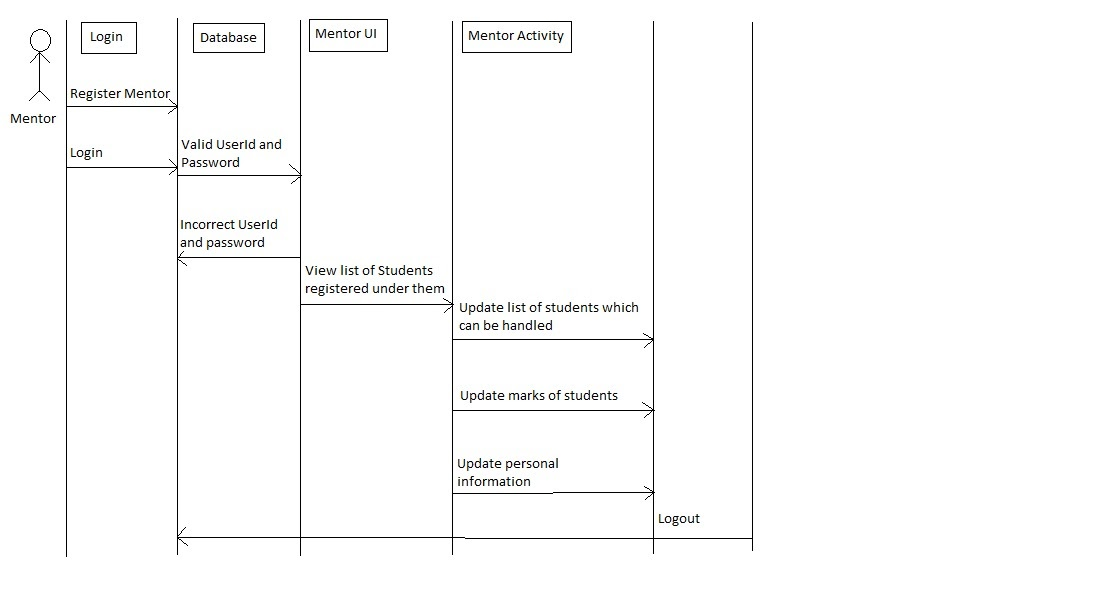 Login
Database
Mentor UI
Mentor Activity
Register Mentor
Mentor
Login
Valid UserId and
Password
Incorrect UserId
and password
View list of Students
registered under them
Update list of students which
can be handled
Update marks of students
Update personal
information
Logout